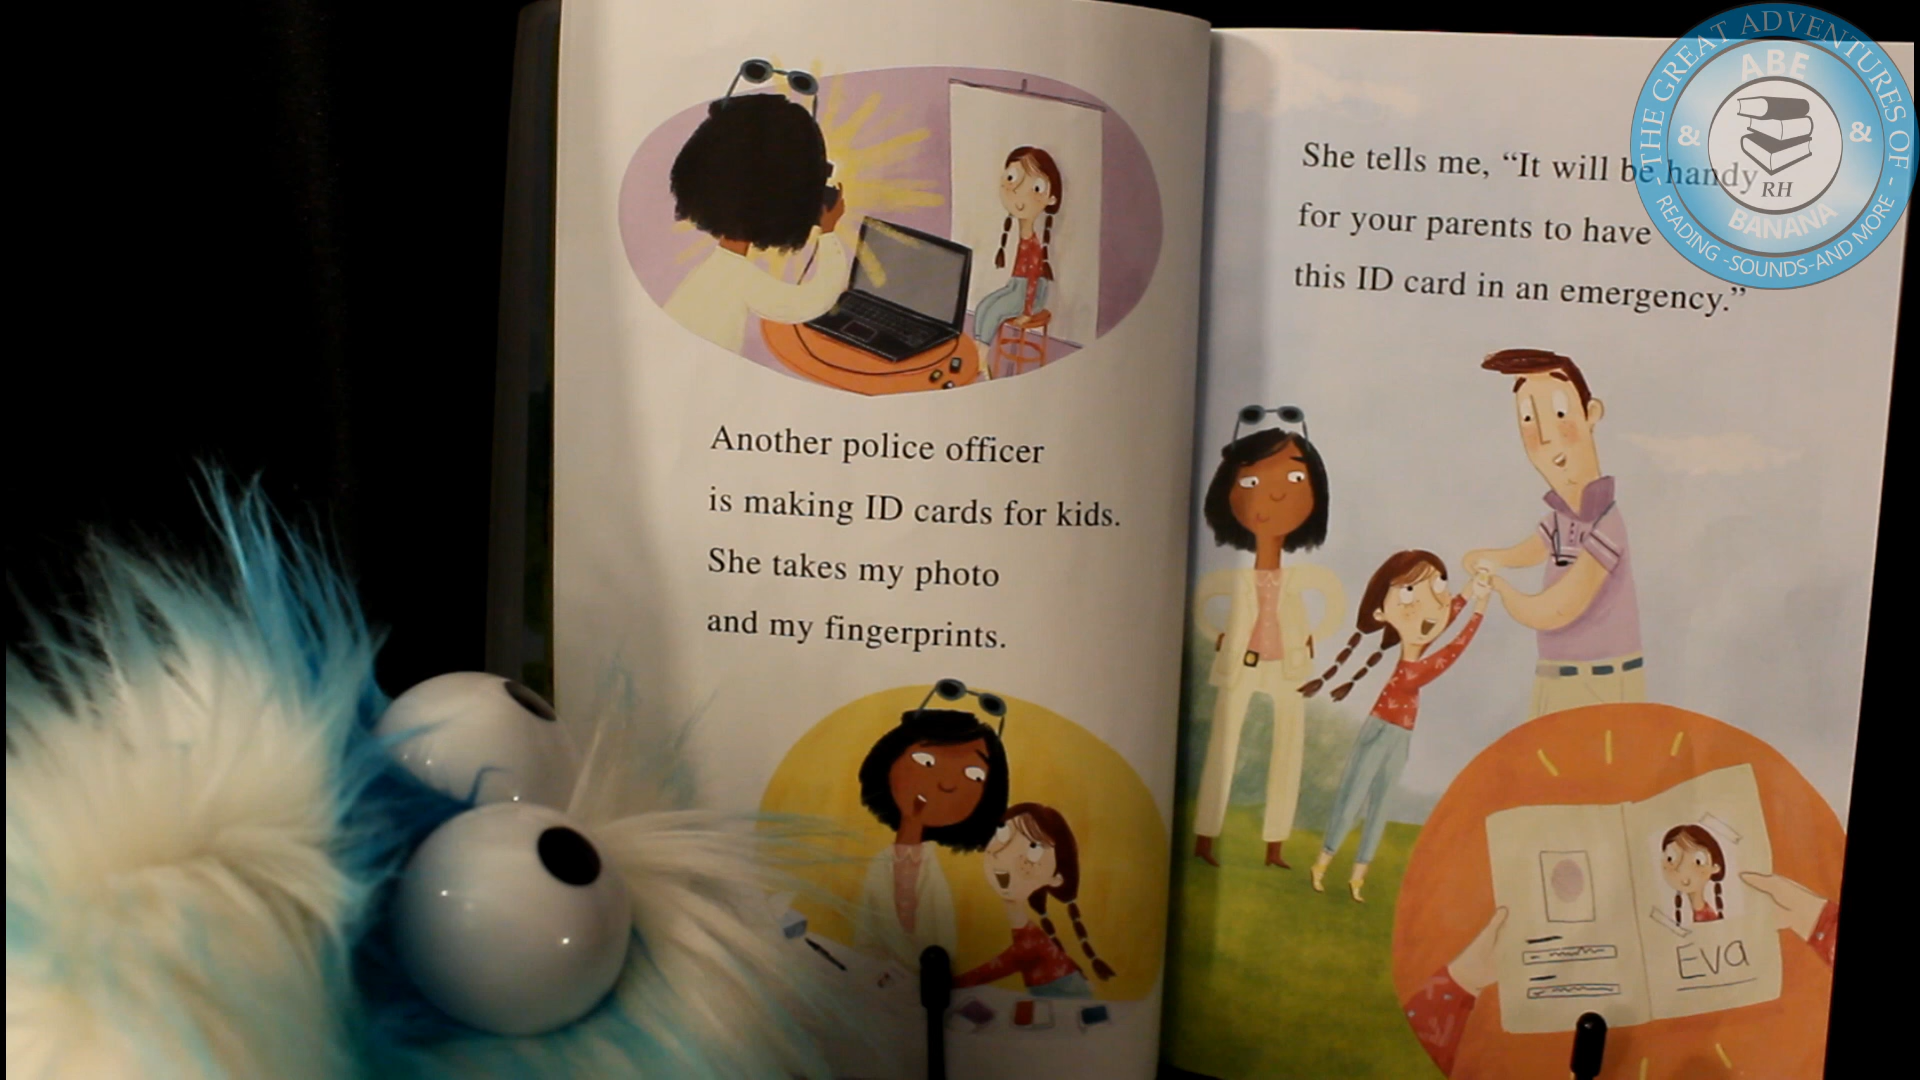 Another police officer
is making ID cards for kids.
She takes my photo
and my fingerprints.
She tells me, “It will be handy
for your parents to have
this ID card in an emergency.”
Eva
THE GREAT ADVENTURES OF
ABE
&
&
RH
BANANA
- READING -SOUNDS-AND MORE -